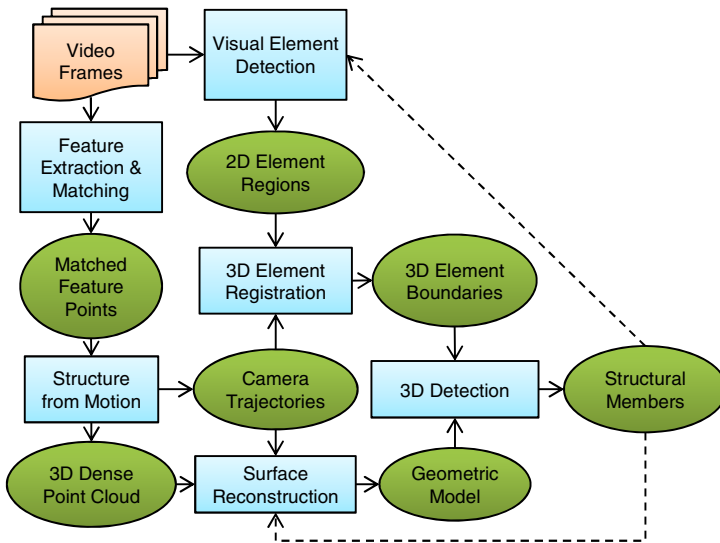 Video
Frames
Visual Element
Detection
Feature
Extraction &
Matching
2D Element
Regions
Matched
Feature
Points
3D Element
Registration
3D Element
Boundaries
Structure
from Motion
Camera
Trajectories
3D Detection
Structural
Members
3D Dense
Point Cloud
Surface
Reconstruction
Geometric
Model